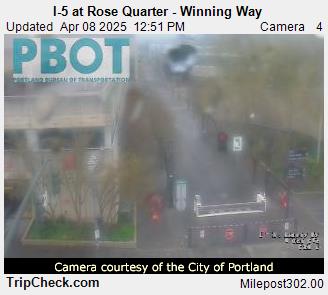 I-5 at Rose Quarter - Winning Way
Updated Apr 08 2025 12:51 PM Camera 4
PBOT
PORTLAND BUREAU OF TRANSPORTATION
Camera courtesy of the City of Portland
TripCheck.com Milepost302.00